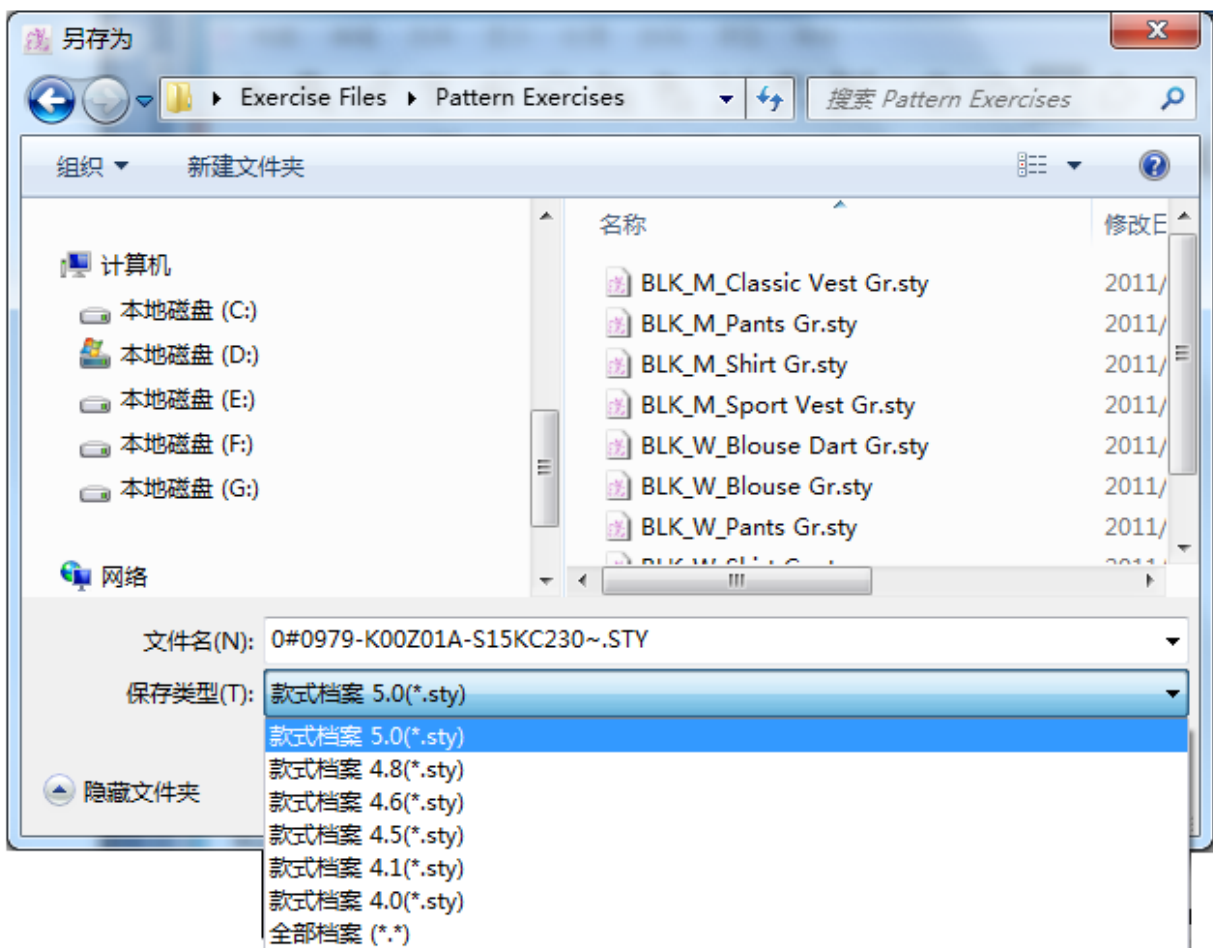 另存为
Exercise Files Pattern Exercises
搜索 Pattern Exercises
组织 新建文件夹
名称 修改日
计算机
本地磁盘 (C:)
本地磁盘 (D:)
本地磁盘 (E:)
本地磁盘 (F:)
本地磁盘 (G:)
网络
BLK_M_Classic Vest Gr.sty 2011/
BLK_M_Pants Gr.sty 2011/
BLK_M_Shirt Gr.sty 2011/
BLK_M_Sport Vest Gr.sty 2011/
BLK_W_Blouse Dart Gr.sty 2011/
BLK_W_Blouse Gr.sty 2011/
BLK_W_Pants Gr.sty 2011/
文件名(N): 0#0979-K00Z01A-S15KC230~.STY
保存类型(T): 款式档案 5.0(*.sty)
款式档案 5.0(*.sty)
款式档案 4.8(*.sty)
款式档案 4.6(*.sty)
款式档案 4.5(*.sty)
款式档案 4.1(*.sty)
款式档案 4.0(*.sty)
全部档案 (*.*)
隐藏文件夹